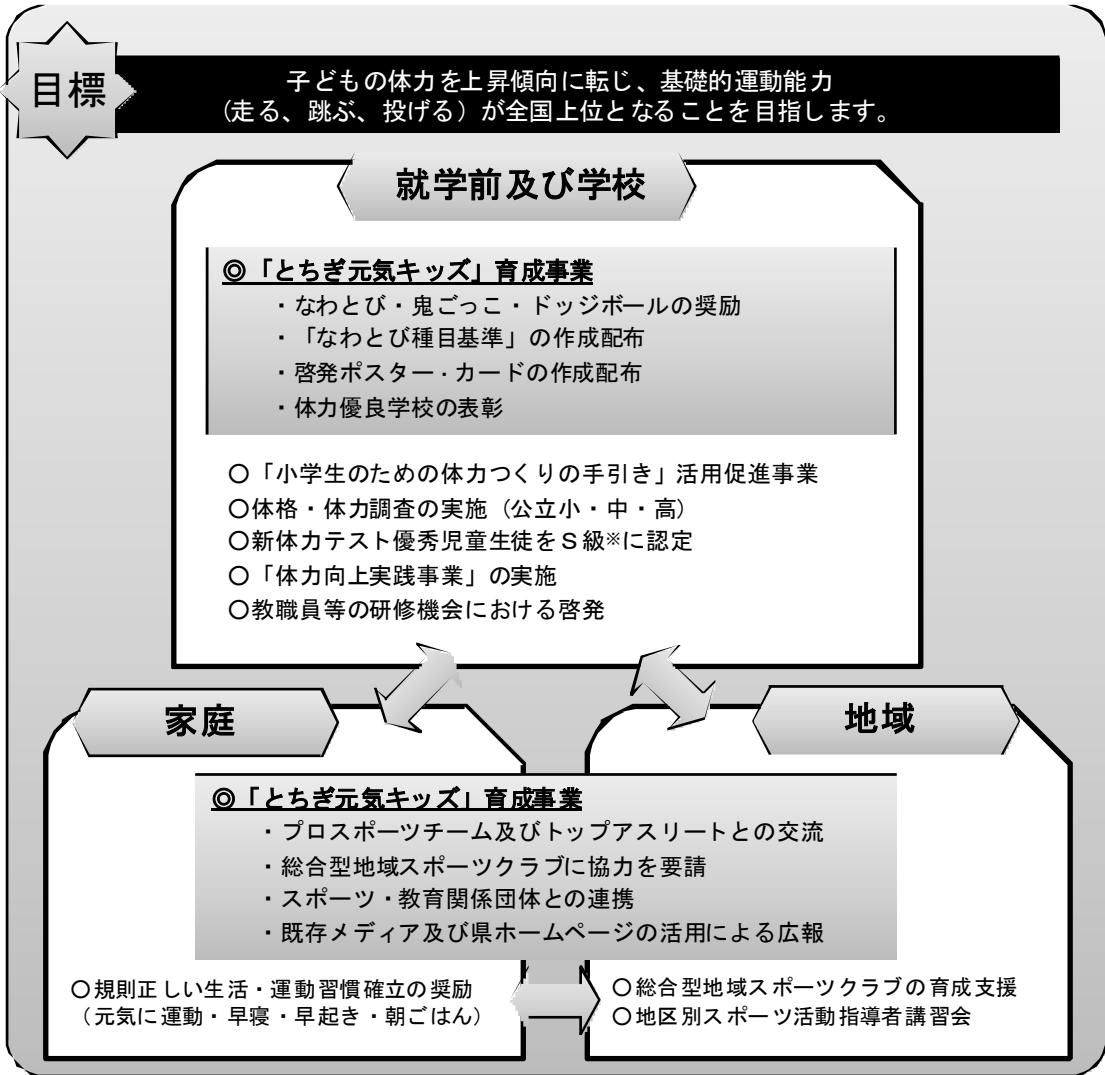 目標
子どもの体力を上昇傾向に転じ、基礎的運動能力
（走る、跳ぶ、投げる）が全国上位となることを目指します。
就学前及び学校
◎「とちぎ元気キッズ」育成事業
・なわとび・鬼ごっこ・ドッジボールの奨励
・「なわとび種目基準」の作成配布
・啓発ポスター・カードの作成配布
・体力優良学校の表彰
○「小学生のための体力つくりの手引き」活用促進事業
○体格・体力調査の実施（公立小・中・高）
○新体力テスト優秀児童生徒をＳ級※に認定
○「体力向上実践事業」の実施
○教職員等の研修機会における啓発
家庭
地域
◎「とちぎ元気キッズ」育成事業
・プロスポーツチーム及びトップアスリートとの交流
・総合型地域スポーツクラブに協力を要請
・スポーツ・教育関係団体との連携
・既存メディア及び県ホームページの活用による広報
○規則正しい生活・運動習慣確立の奨励
（元気に運動・早寝・早起き・朝ごはん）
○総合型地域スポーツクラブの育成支援
○地区別スポーツ活動指導者講習会